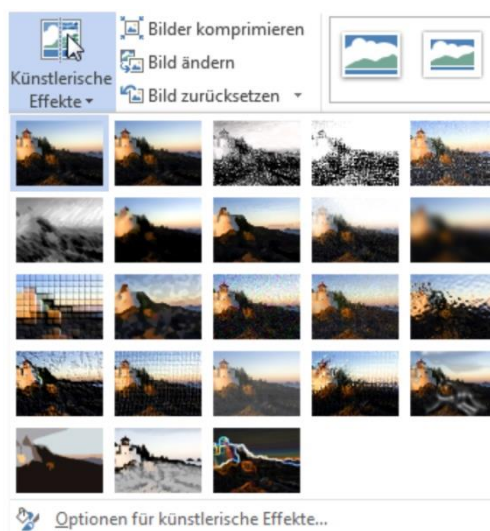 Künstlerische
Effekte
Bilder komprimieren
Bild ändern
Bild zurücksetzen
Optionen für künstlerische Effekte...